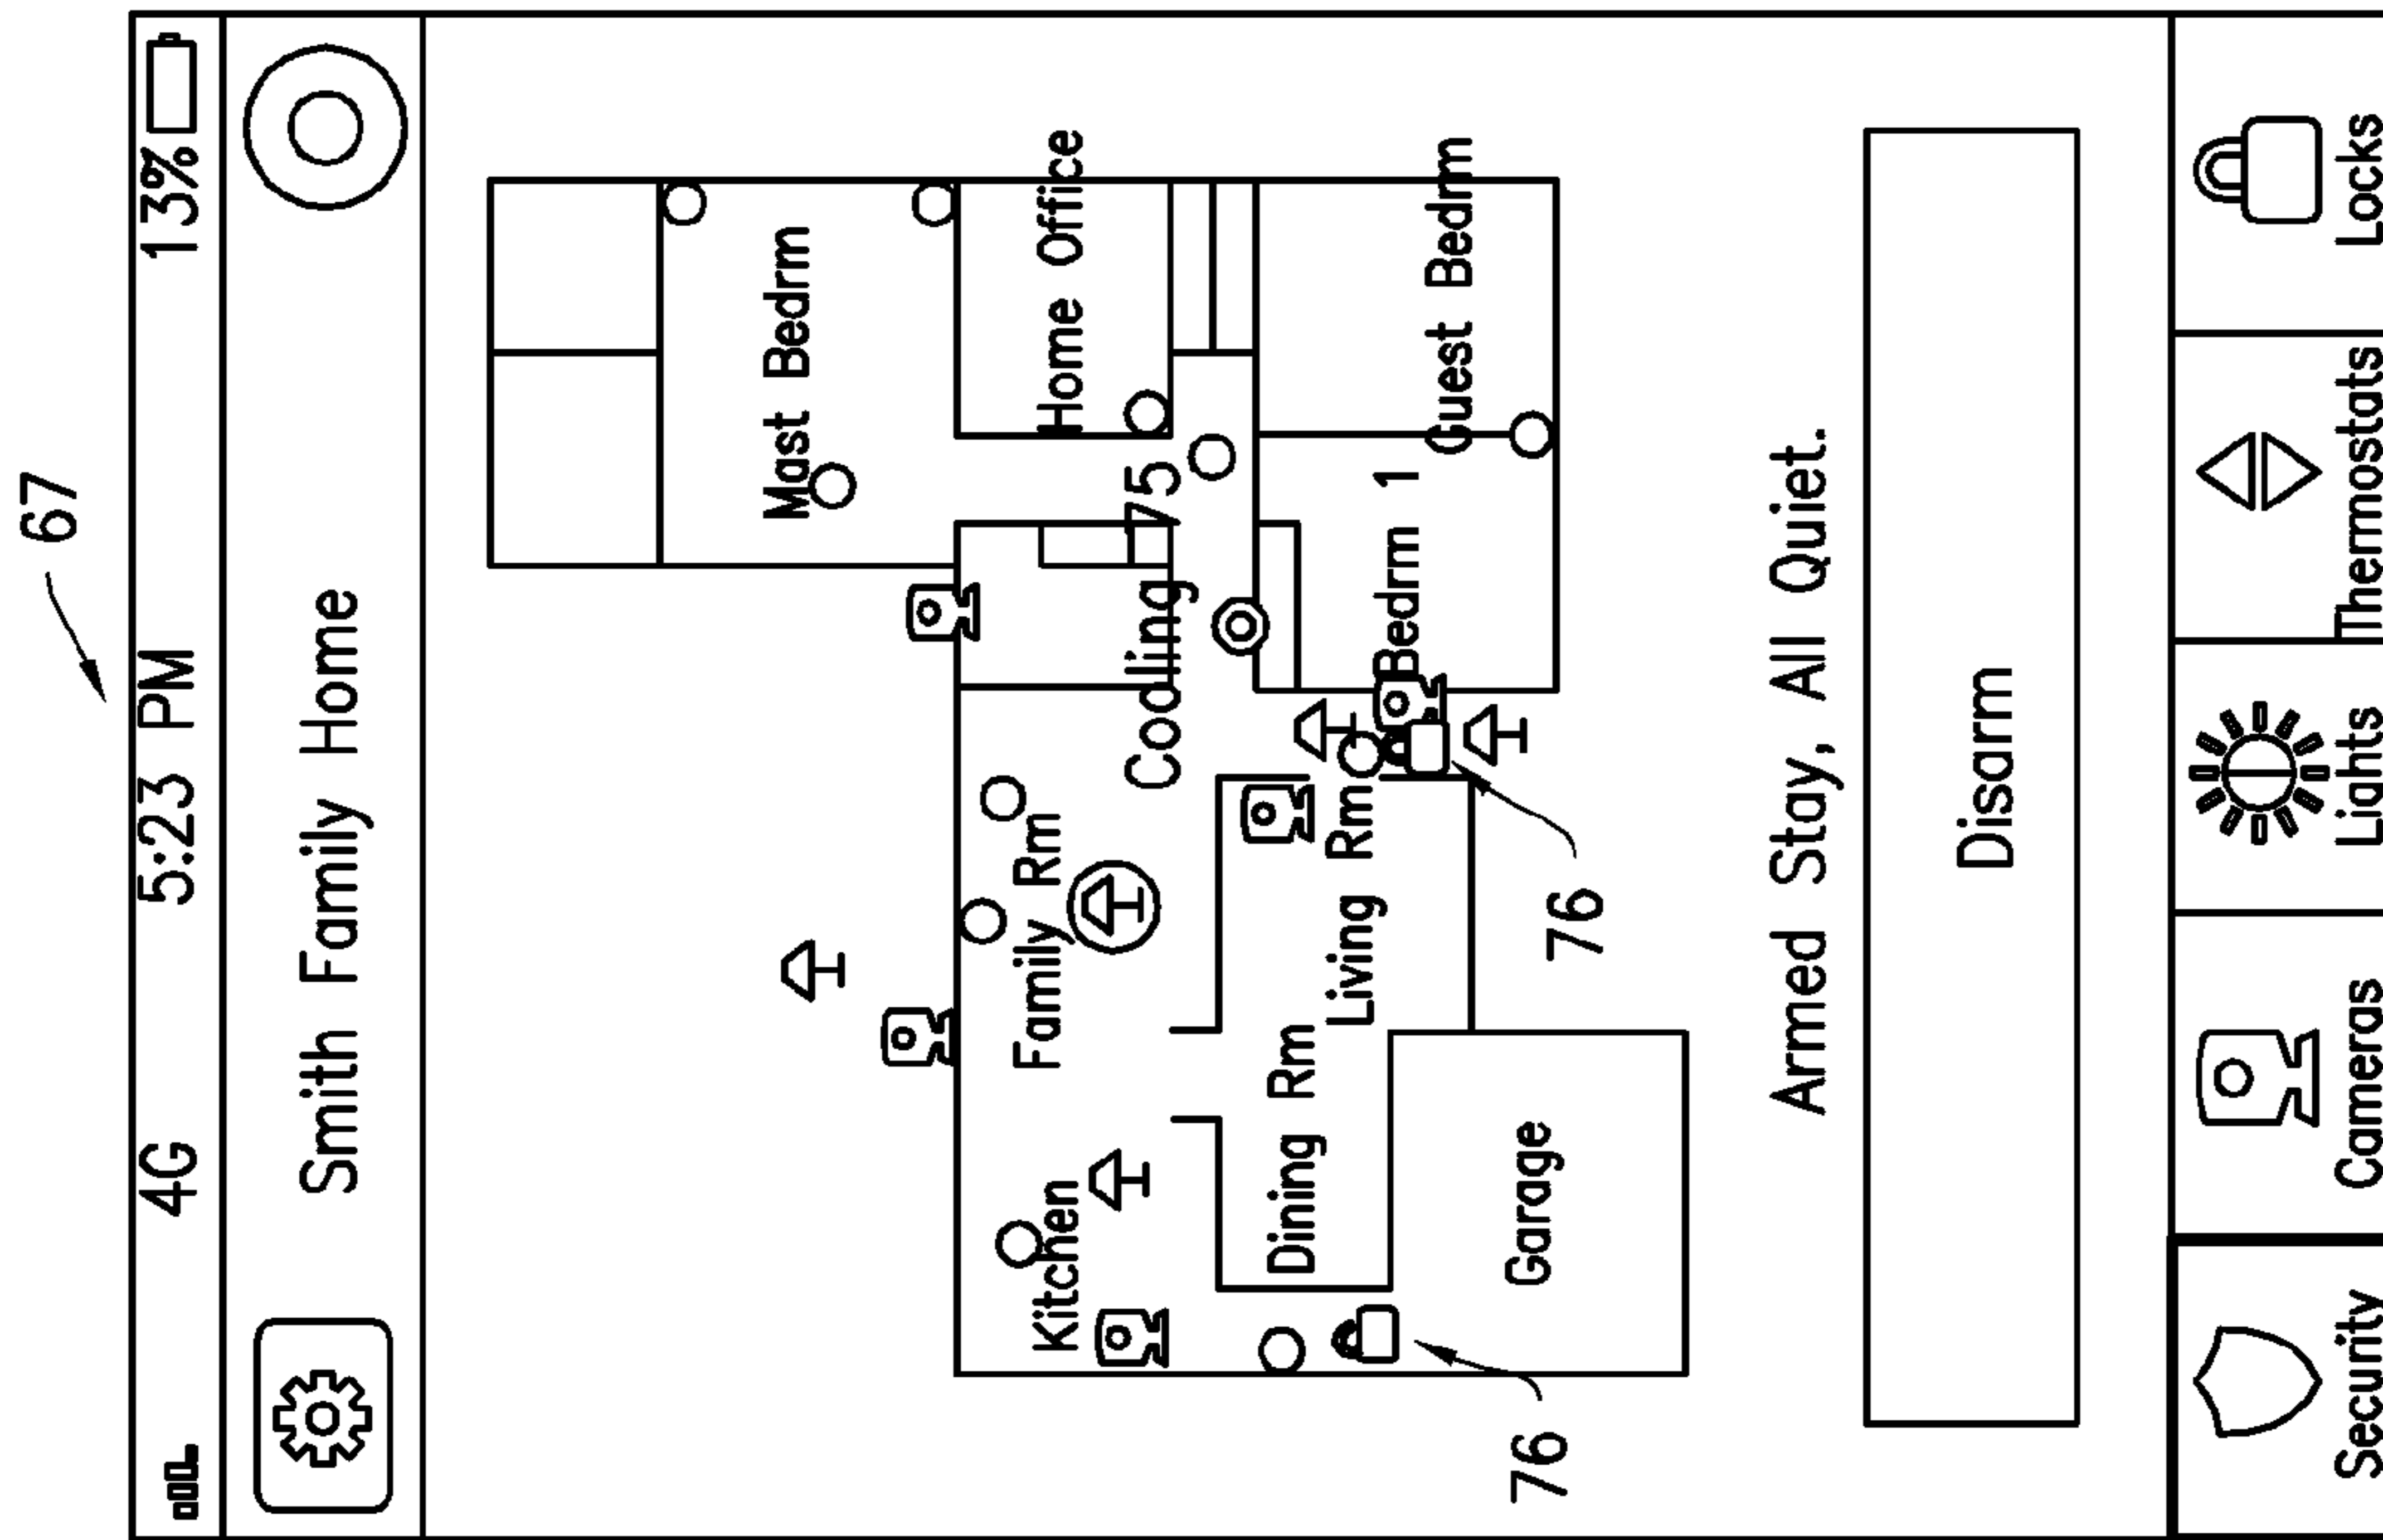 67
4G 5:23 PM 13%
Smith Family Home
Mast Bedrm
Family Rm
Kitchen
Home Office
Cooling 75
Dining Rm
Living Rm
Bedrm 1
Guest Bedrm
Garage
76
76
Armed Stay, All Quiet.
Disarm
Security Cameras Lights Thermostats Locks